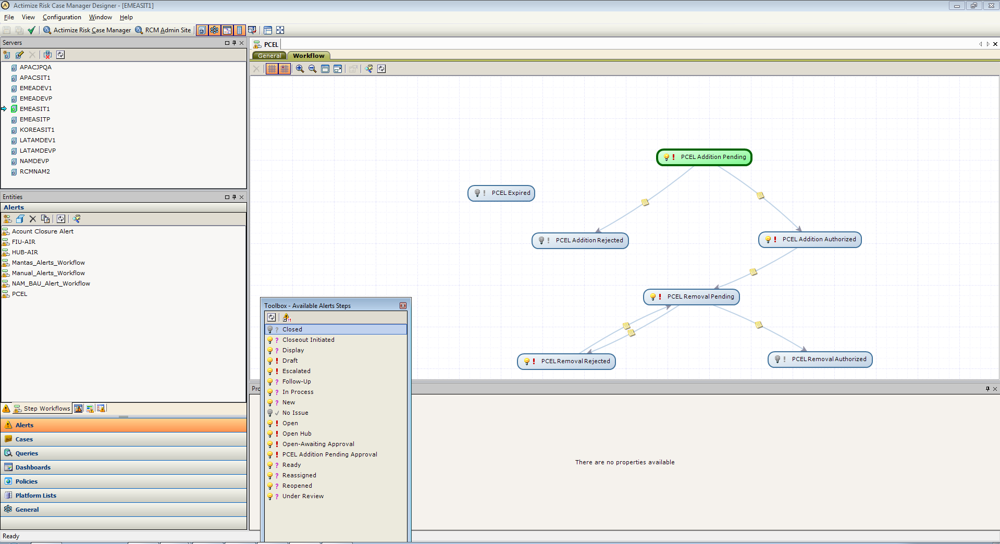 Actimize Risk Case Manager Designer - [EMEASIT1]
File View Configuration Window Help
Actimize Risk Case Manager RCM Admin Site
Servers
APACJPQA
APACSIT1
EMEADEV1
EMEADEVP
EMEASIT1
EMEASITP
KOREASIT1
LATAMDEV1
LATAMDEVP
NAMDEVP
RCMNAM2
Entities
Alerts
Acount Closure Alert
FIU-AIR
HUB-AIR
Mantas_Alerts_Workflow
Manual_Alerts_Workflow
NAM_BAU_Alert_Workflow
PCEL
Step Workflows
Alerts
Cases
Queries
Dashboards
Policies
Platform Lists
General
Ready
PCEL
General Workflow
PCEL Addition Pending
PCEL Expired
PCEL Addition Rejected
PCEL Addition Authorized
PCEL Removal Pending
PCEL Removal Rejected
PCEL Removal Authorized
Toolbox - Available Alerts Steps
Closed
Closeout Initiated
Display
Draft
Escalated
Follow-Up
In Process
New
No Issue
Open
Open Hub
Open-Awaiting Approval
PCEL Addition Pending Approval
Ready
Reassigned
Reopened
Under Review
There are no properties available